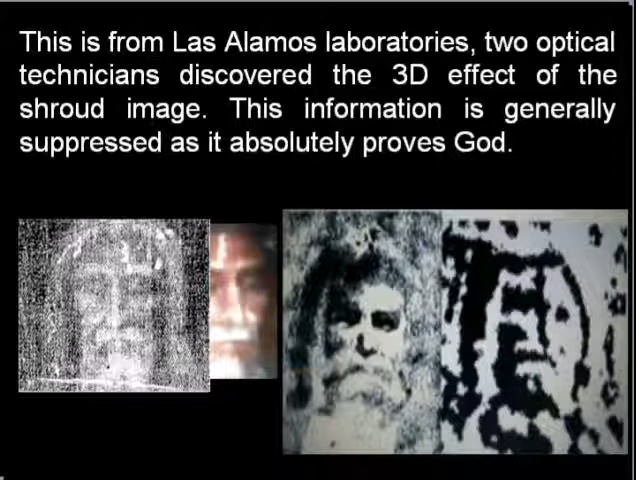 This is from Las Alamos laboratories, two optical
technicians discovered the 3D effect of the
shroud image. This information is generally
suppressed as it absolutely proves God.